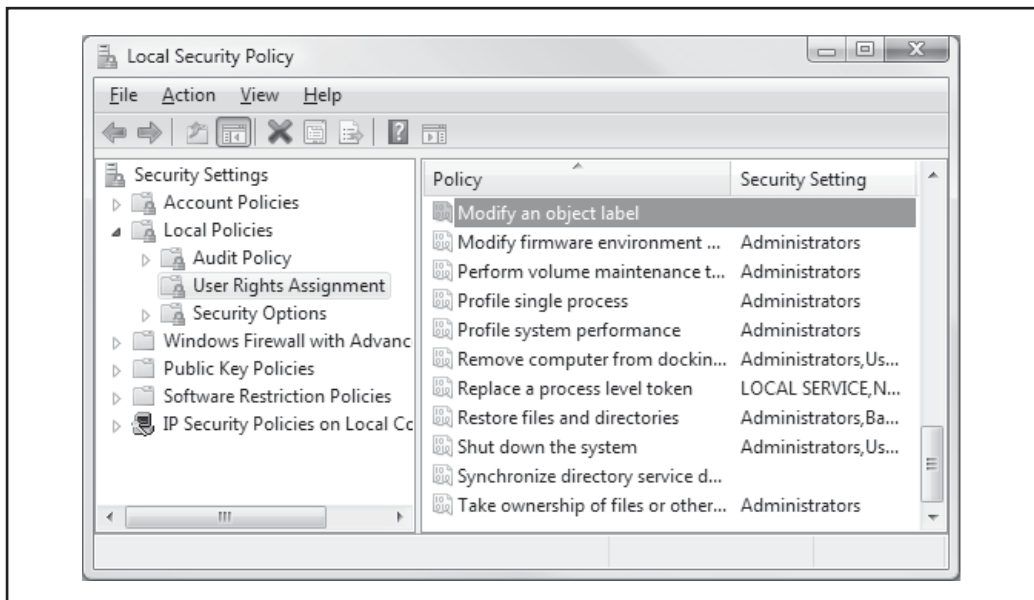 Local Security Policy
File Action View Help
Security Settings
Account Policies
Local Policies
Audit Policy
User Rights Assignment
Security Options
Windows Firewall with Advanc
Public Key Policies
Software Restriction Policies
IP Security Policies on Local Cc
Policy Security Setting
Modify an object label
Modify firmware environment ... Administrators
Perform volume maintenance t... Administrators
Profile single process Administrators
Profile system performance Administrators
Remove computer from dockin... Administrators,Us...
Replace a process level token LOCAL SERVICE,N...
Restore files and directories Administrators,Ba...
Shut down the system Administrators,Us...
Synchronize directory service d...
Take ownership of files or other... Administrators